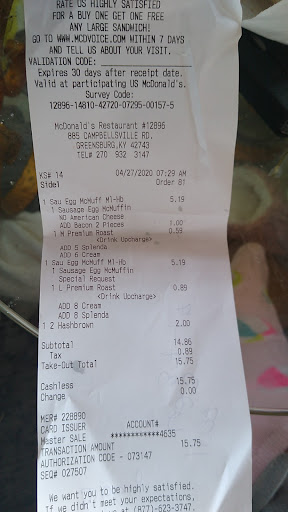 RATE US HIGHLY SATISFIED
FOR A BUY ONE GET ONE FREE
ANY LARGE SANDWICH!
GO TO WWW.MCDVOICE.COM WITHIN 7 DAYS
AND TELL US ABOUT YOUR VISIT.
VALIDATION CODE:
Expires 30 days after receipt date.
Valid at participating US McDonald's.
Survey Code:
12896-14810-42720-07295-00157-5
McDonald's Restaurant #12896
885 CAMPBELLSVILLE RD.
GREENSBURG,KY 42743
TEL# 270 932 3147
KS# 14 04/27/2020 07:29 AM
Side1 Order 81
1 Sau Egg McMuff Ml-Hb 5.19
1 Sausage Egg McMuffin
NO American Cheese
ADD Bacon 2 Pieces 1.00
1 M Premium Roast 0.59
<Drink Upcharge>
ADD 5 Splenda
ADD 6 Cream
1 Sau Egg McMuff Ml-Hb 5.19
1 Sausage Egg McMuffin
Special Request
1 L Premium Roast 0.89
<Drink Upcharge>
ADD 8 Cream
ADD 8 Splenda
1 2 Hashbrown 2.00
Subtotal 14.86
Tax 0.89
Take-Out Total 15.75
Cashless 15.75
Change 0.00
MER# 228890
CARD ISSUER ACCOUNT#
Master SALE ************4635
TRANSACTION AMOUNT 15.75
AUTHORIZATION CODE - 073147
SEQ# 027507
We want you to be highly satisfied.
If we didn't meet your expectations,
(877)-623-3747.